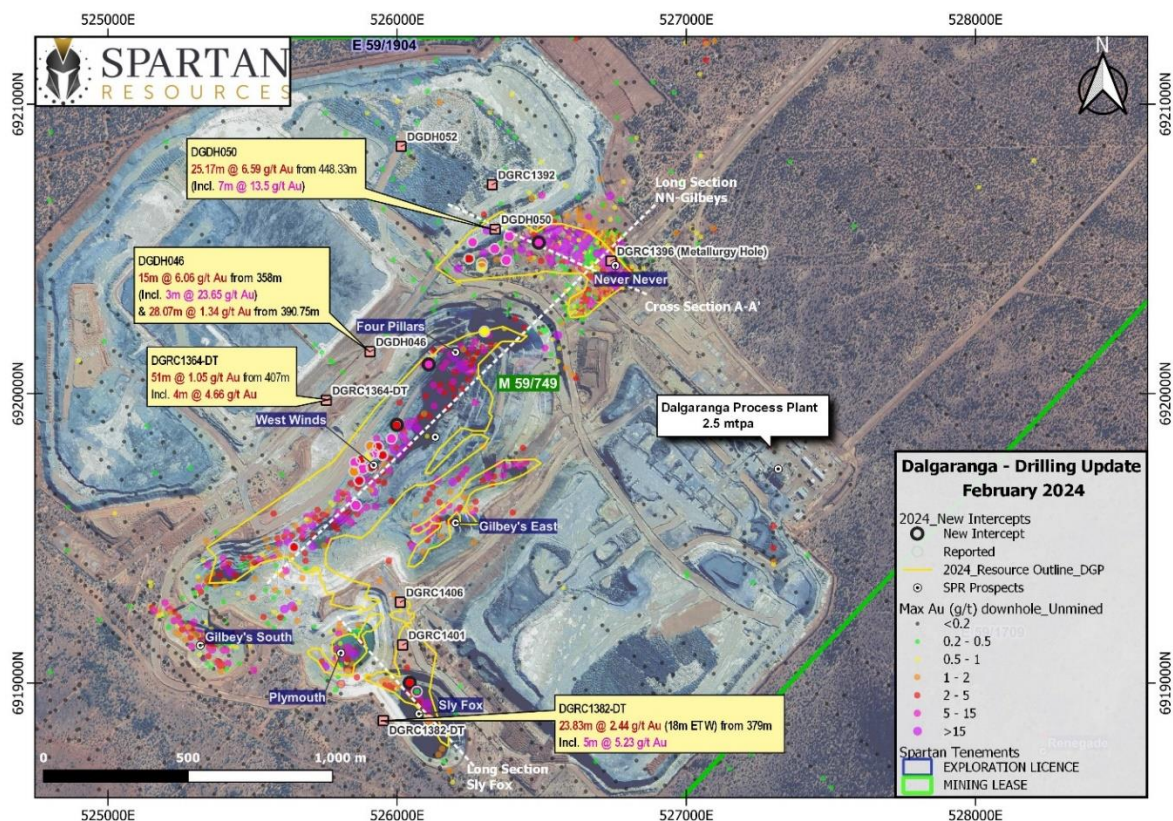 525000E
526000E
527000E
528000E
SPARTAN
RESOURCES
E 59/1904
N
6921000N
6921000N
DGDH052
DGDH050
25.17m @ 6.59 g/t Au from 448.33m
(Incl. 7m @ 13.5 g/t Au)
DGRC1392
Long Section
NN-Gilbeys
DGDH050
DGRC1396 (Metallurgy Hole)
Never Never
Cross Section A-A'
DGDH046
15m @ 6.06 g/t Au from 358m
(Incl. 3m @ 23.65 g/t Au)
& 28.07m @ 1.34 g/t Au from 390.75m
Four Pillars
DGDH046
DGRC1364-DT
51m @ 1.05 g/t Au from 407m
Incl. 4m @ 4.66 g/t Au
DGRC1364-DT
M 59/749
6920000N
6920000N
West Winds
Dalgaranga Process Plant
2.5 mtpa
Gilbey's East
Dalgaranga - Drilling Update
February 2024
2024_New Intercepts
New Intercept
Reported
2024_Resource Outline_DGP
SPR Prospects
Max Au (g/t) downhole_Unmined
<0.2
0.2 - 0.5
0.5 - 1
1 - 2
2 - 5
5 - 15
>15
Spartan Tenements
EXPLORATION LICENCE
MINING LEASE
59/1709
Renegade
DGRC1406
DGRC1401
Gilbey's South
Plymouth
Sly Fox
6919000N
6919000N
DGRC1382-DT
DGRC1382-DT
23.83m @ 2.44 g/t Au (18m ETW) from 379m
Incl. 5m @ 5.23 g/t Au
Long Section
Sly Fox
0
500
1,000 m
525000E
526000E
527000E
528000E